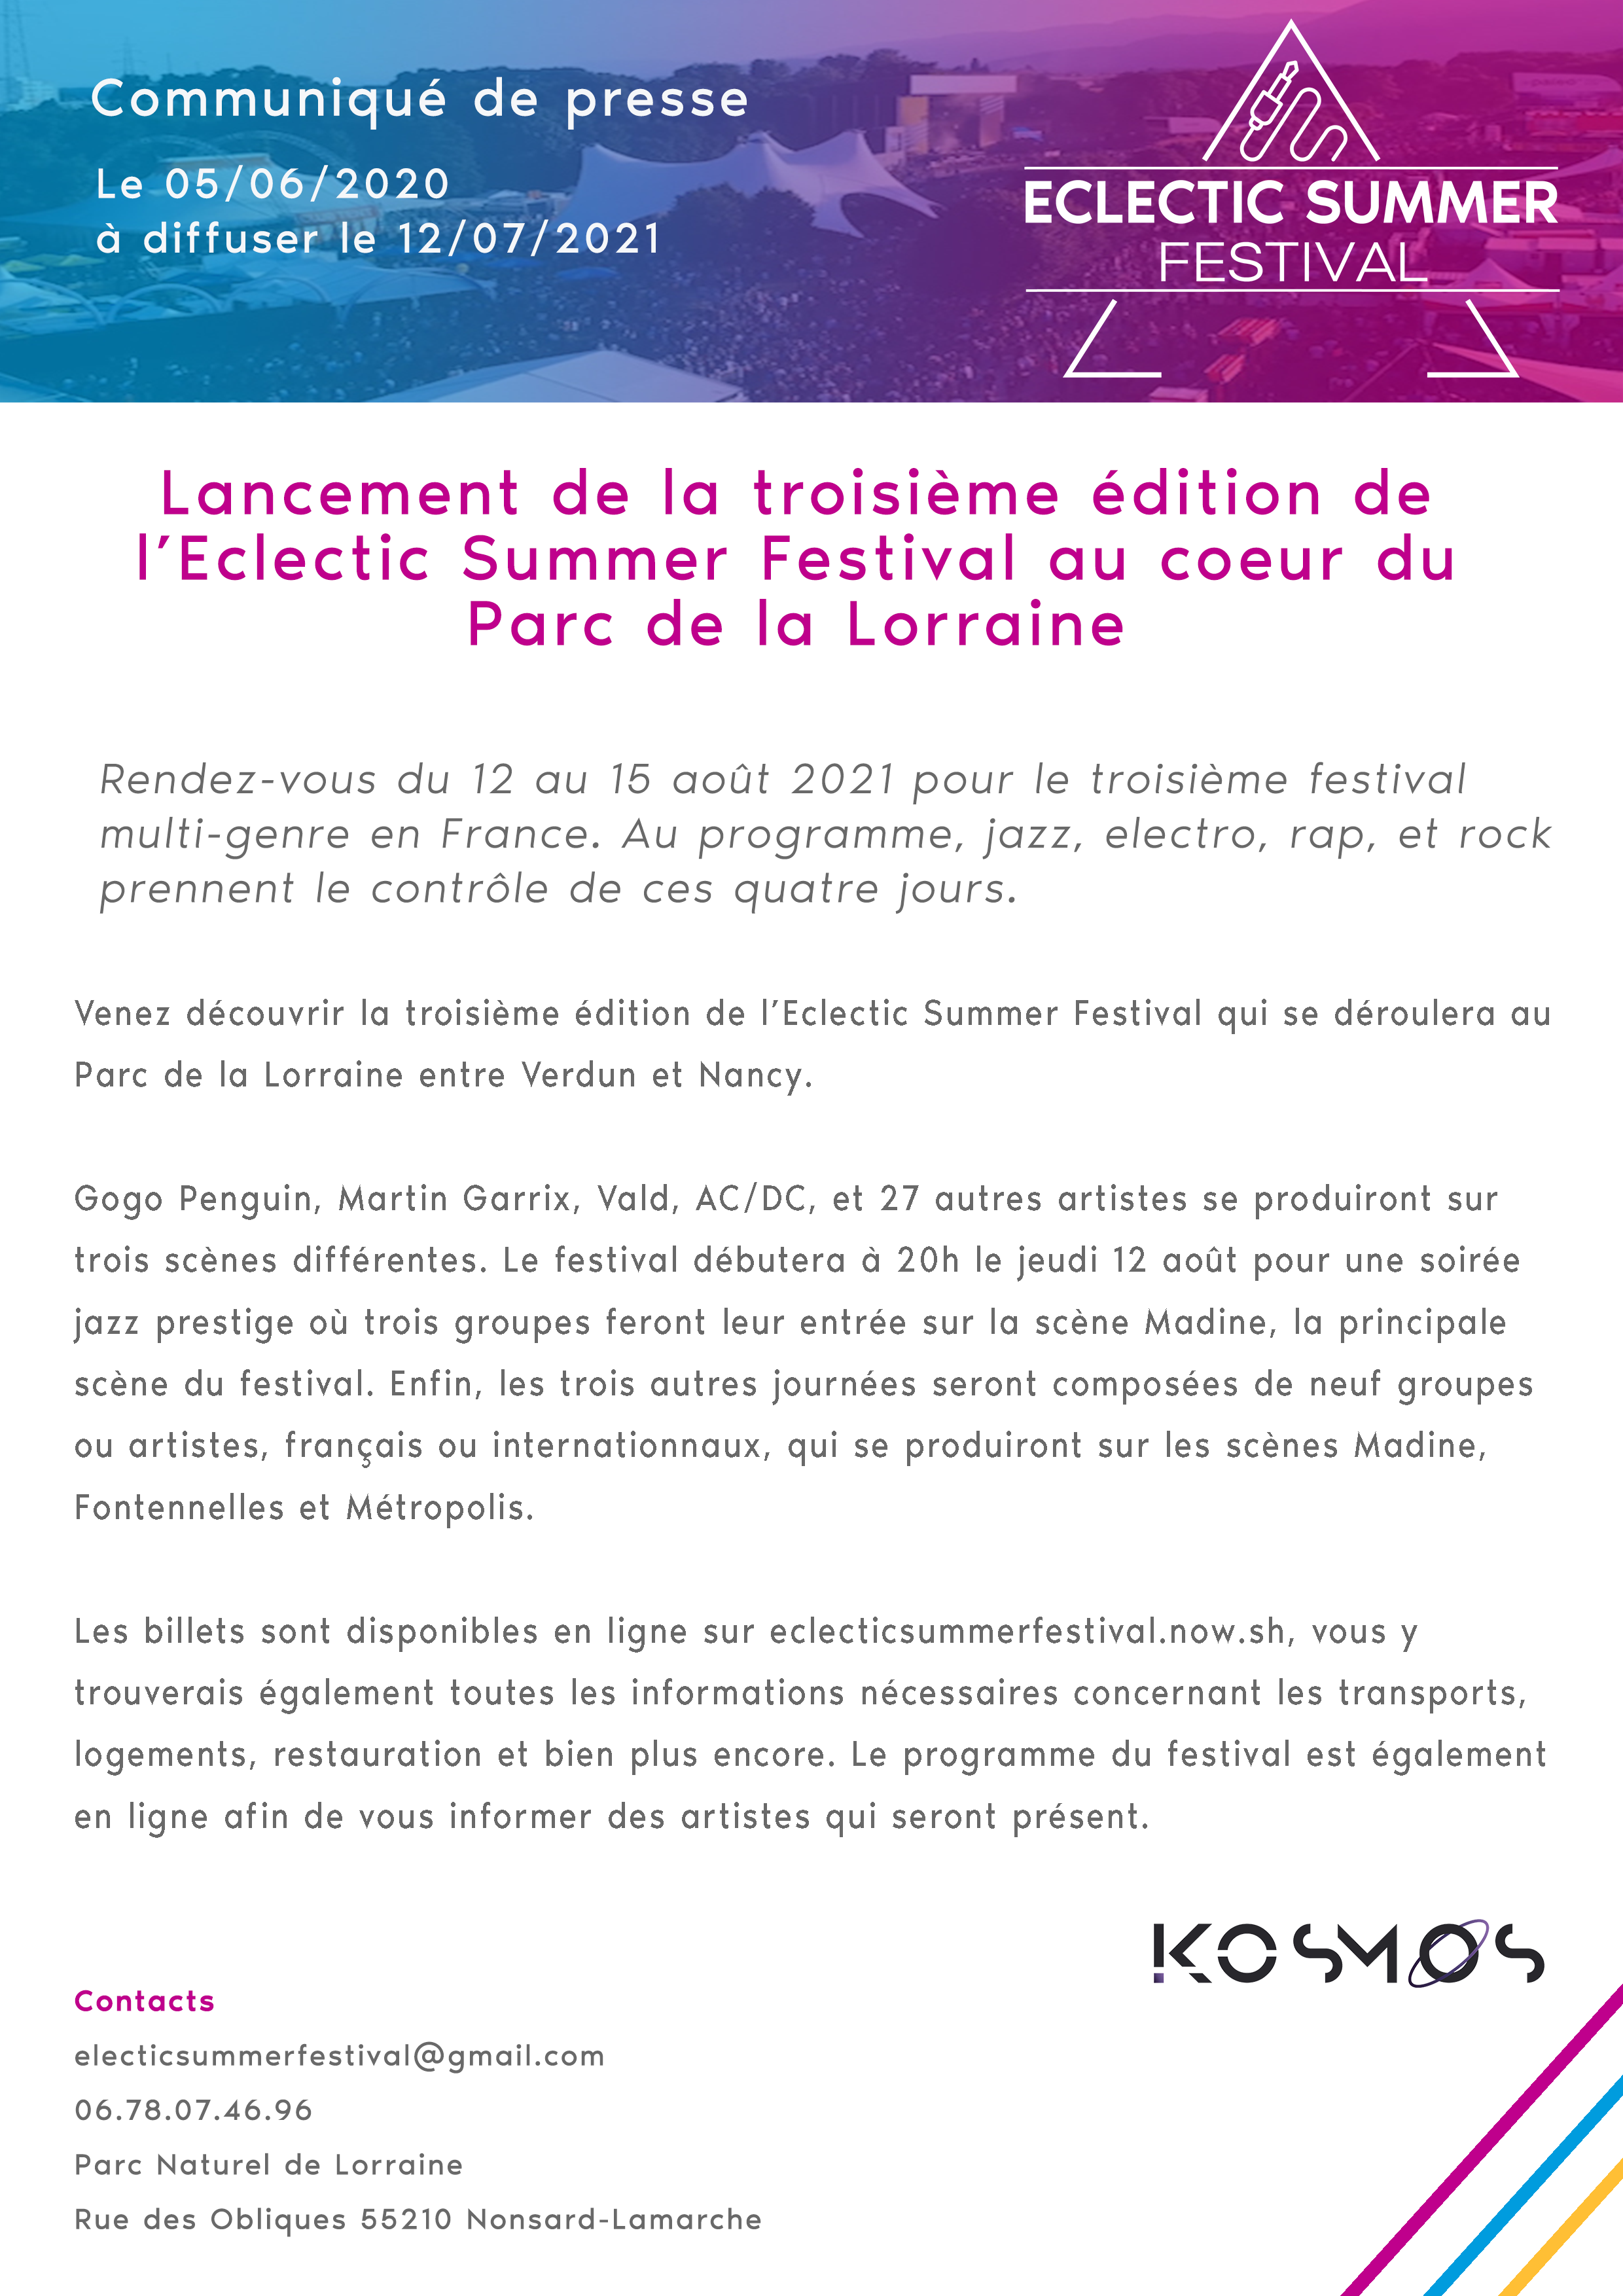 Communiqué de presse
Le 05/06/2020
à diffuser le 12/07/2021
ECLECTIC SUMMER
FESTIVAL
Lancement de la troisième édition de
l’Eclectic Summer Festival au coeur du
Parc de la Lorraine
Rendez-vous du 12 au 15 août 2021 pour le troisième festival
multi-genre en France. Au programme, jazz, electro, rap, et rock
prennent le contrôle de ces quatre jours.
Venez découvrir la troisième édition de l’Eclectic Summer Festival qui se déroulera au
Parc de la Lorraine entre Verdun et Nancy.
Gogo Penguin, Martin Garrix, Vald, AC/DC, et 27 autres artistes se produiront sur
trois scènes différentes. Le festival débutera à 20h le jeudi 12 août pour une soirée
jazz prestige où trois groupes feront leur entrée sur la scène Madine, la principale
scène du festival. Enfin, les trois autres journées seront composées de neuf groupes
ou artistes, français ou internationnaux, qui se produiront sur les scènes Madine,
Fontennelles et Métropolis.
Les billets sont disponibles en ligne sur eclecticsummerfestival.now.sh, vous y
trouverais également toutes les informations nécessaires concernant les transports,
logements, restauration et bien plus encore. Le programme du festival est également
en ligne afin de vous informer des artistes qui seront présent.
KOSMOS
Contacts
electicsummerfestival@gmail.com
06.78.07.46.96
Parc Naturel de Lorraine
Rue des Obliques 55210 Nonsard-Lamarche